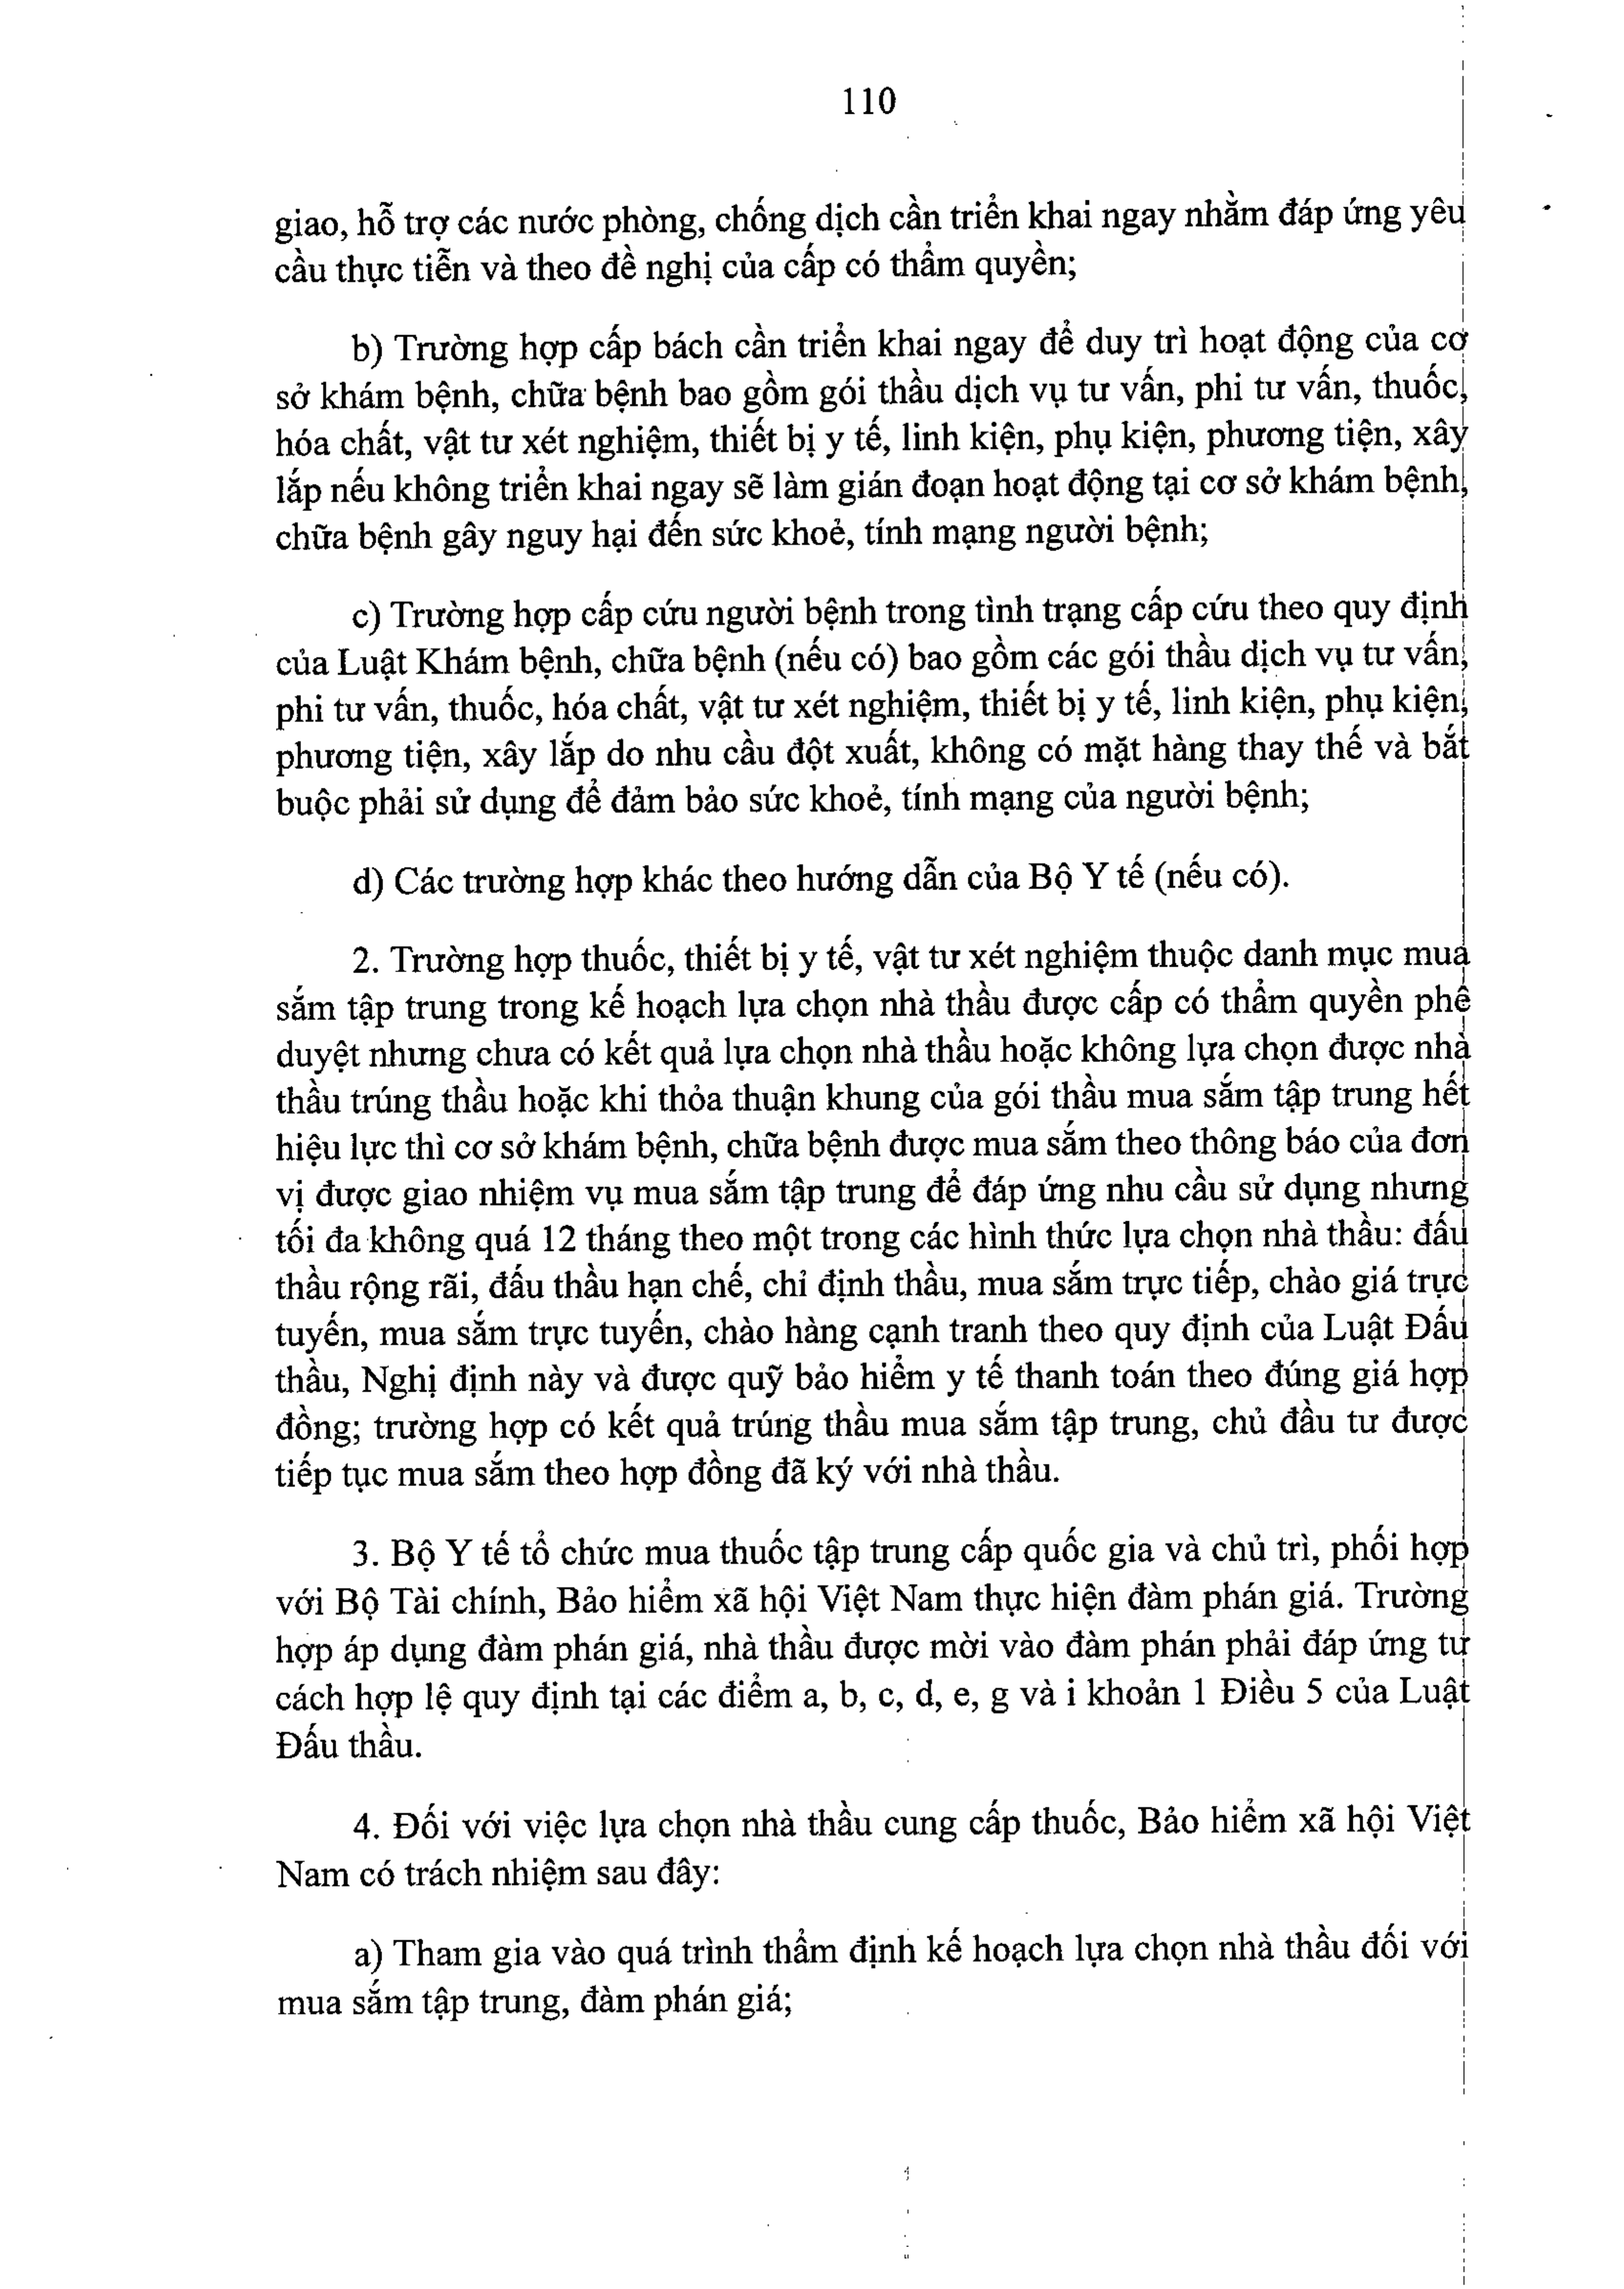 110
giao, hỗ trợ các nước phòng, chống dịch cần triển khai ngay nhằm đáp ứng yêu
cầu thực tiễn và theo đề nghị của cấp có thẩm quyền;
b) Trường hợp cấp bách cần triển khai ngay để duy trì hoạt động của cơ
sở khám bệnh, chữa bệnh bao gồm gói thầu dịch vụ tư vấn, phi tư vấn, thuốc,
hóa chất, vật tư xét nghiệm, thiết bị y tế, linh kiện, phụ kiện, phương tiện, xây
lắp nếu không triển khai ngay sẽ làm gián đoạn hoạt động tại cơ sở khám bệnh,
chữa bệnh gây nguy hại đến sức khoẻ, tính mạng người bệnh;
c) Trường hợp cấp cứu người bệnh trong tình trạng cấp cứu theo quy định
của Luật Khám bệnh, chữa bệnh (nếu có) bao gồm các gói thầu dịch vụ tư vấn,
phi tư vấn, thuốc, hóa chất, vật tư xét nghiệm, thiết bị y tế, linh kiện, phụ kiện,
phương tiện, xây lắp do nhu cầu đột xuất, không có mặt hàng thay thế và bắt
buộc phải sử dụng để đảm bảo sức khoẻ, tính mạng của người bệnh;
d) Các trường hợp khác theo hướng dẫn của Bộ Y tế (nếu có).
2. Trường hợp thuốc, thiết bị y tế, vật tư xét nghiệm thuộc danh mục mua
sắm tập trung trong kế hoạch lựa chọn nhà thầu được cấp có thẩm quyền phê
duyệt nhưng chưa có kết quả lựa chọn nhà thầu hoặc không lựa chọn được nhà
thầu trúng thầu hoặc khi thỏa thuận khung của gói thầu mua sắm tập trung hết
hiệu lực thì cơ sở khám bệnh, chữa bệnh được mua sắm theo thông báo của đơn
vị được giao nhiệm vụ mua sắm tập trung để đáp ứng nhu cầu sử dụng nhưng
tối đa không quá 12 tháng theo một trong các hình thức lựa chọn nhà thầu: đấu
thầu rộng rãi, đấu thầu hạn chế, chỉ định thầu, mua sắm trực tiếp, chào giá trực
tuyến, mua sắm trực tuyến, chào hàng cạnh tranh theo quy định của Luật Đấu
thầu, Nghị định này và được quỹ bảo hiểm y tế thanh toán theo đúng giá hợp
đồng; trường hợp có kết quả trúng thầu mua sắm tập trung, chủ đầu tư được
tiếp tục mua sắm theo hợp đồng đã ký với nhà thầu.
3. Bộ Y tế tổ chức mua thuốc tập trung cấp quốc gia và chủ trì, phối hợp
với Bộ Tài chính, Bảo hiểm xã hội Việt Nam thực hiện đàm phán giá. Trường
hợp áp dụng đàm phán giá, nhà thầu được mời vào đàm phán phải đáp ứng tư
cách hợp lệ quy định tại các điểm a, b, c, d, e, g và i khoản 1 Điều 5 của Luật
Đấu thầu.
4. Đối với việc lựa chọn nhà thầu cung cấp thuốc, Bảo hiểm xã hội Việt
Nam có trách nhiệm sau đây:
a) Tham gia vào quá trình thẩm định kế hoạch lựa chọn nhà thầu đối với
mua sắm tập trung, đàm phán giá;